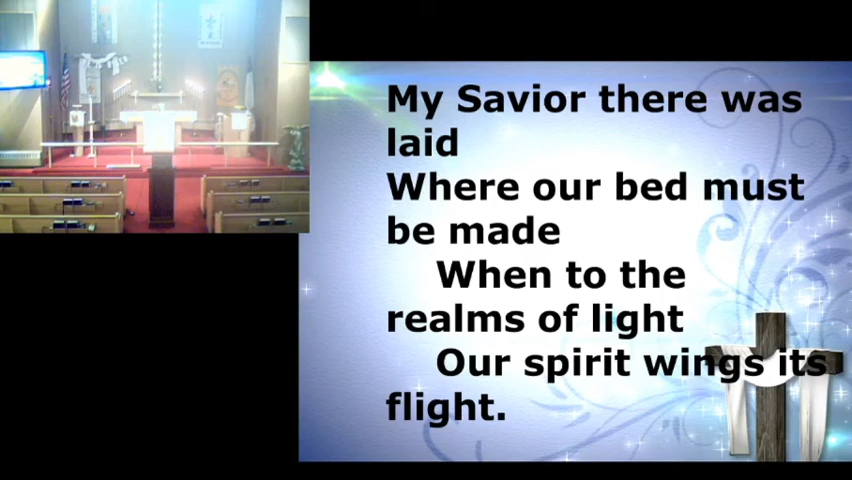 My Savior there was
laid
Where our bed must
be made
When to the
realms of light
Our spirit wings its
flight.